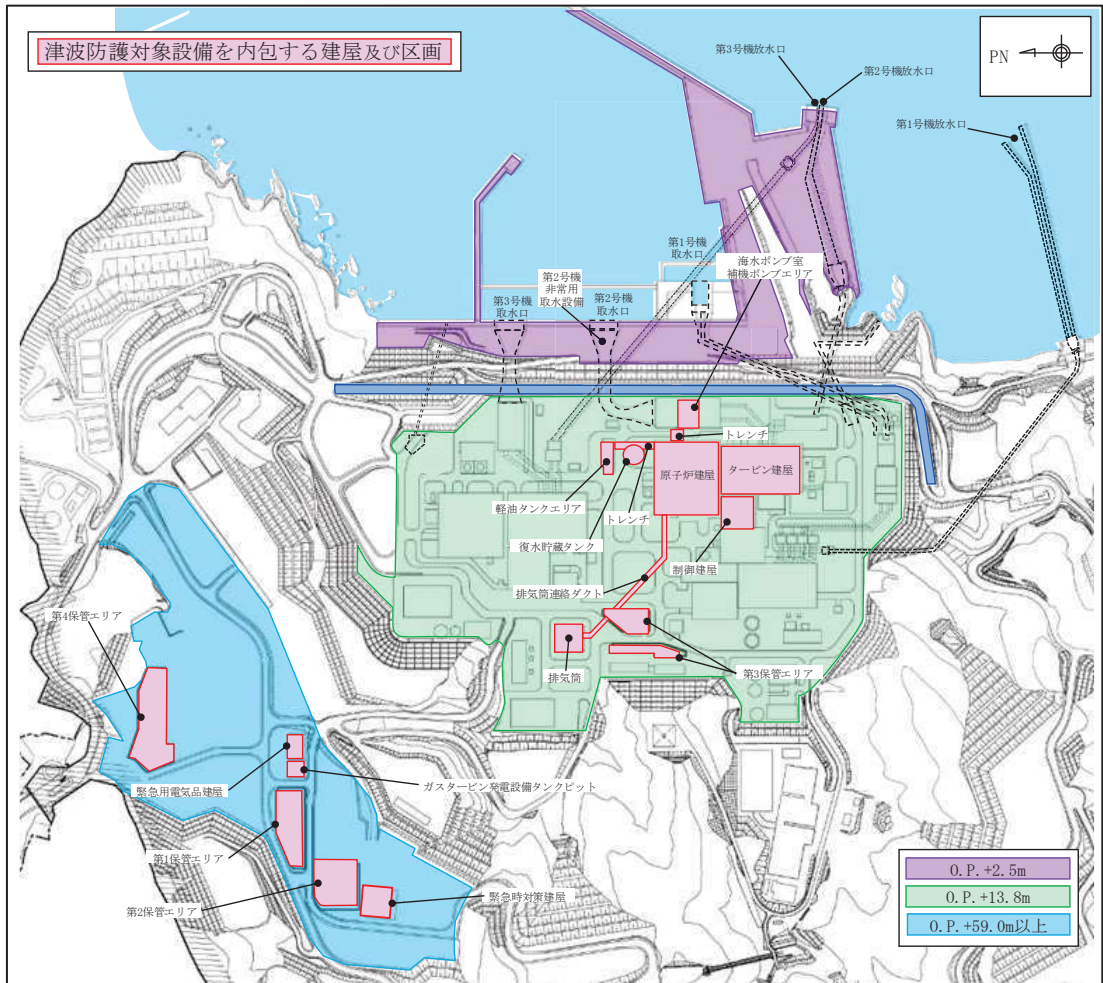 津波防護対象設備を内包する建屋及び区画
PN
第3号機放水口
第2号機放水口
第1号機放水口
第1号機
取水口
海水ポンプ室
補機ポンプエリア
第2号機
非常用
取水設備
第3号機
取水口
第2号機
取水口
トレンチ
原子炉建屋
タービン建屋
軽油タンクエリア
トレンチ
復水貯蔵タンク
制御建屋
排気筒連絡ダクト
第4保管エリア
排気筒
第3保管エリア
緊急用電気品建屋
ガスタービン発電設備タンクピット
第1保管エリア
第2保管エリア
緊急時対策建屋
O.P.+2.5m
O.P.+13.8m
O.P.+59.0m以上